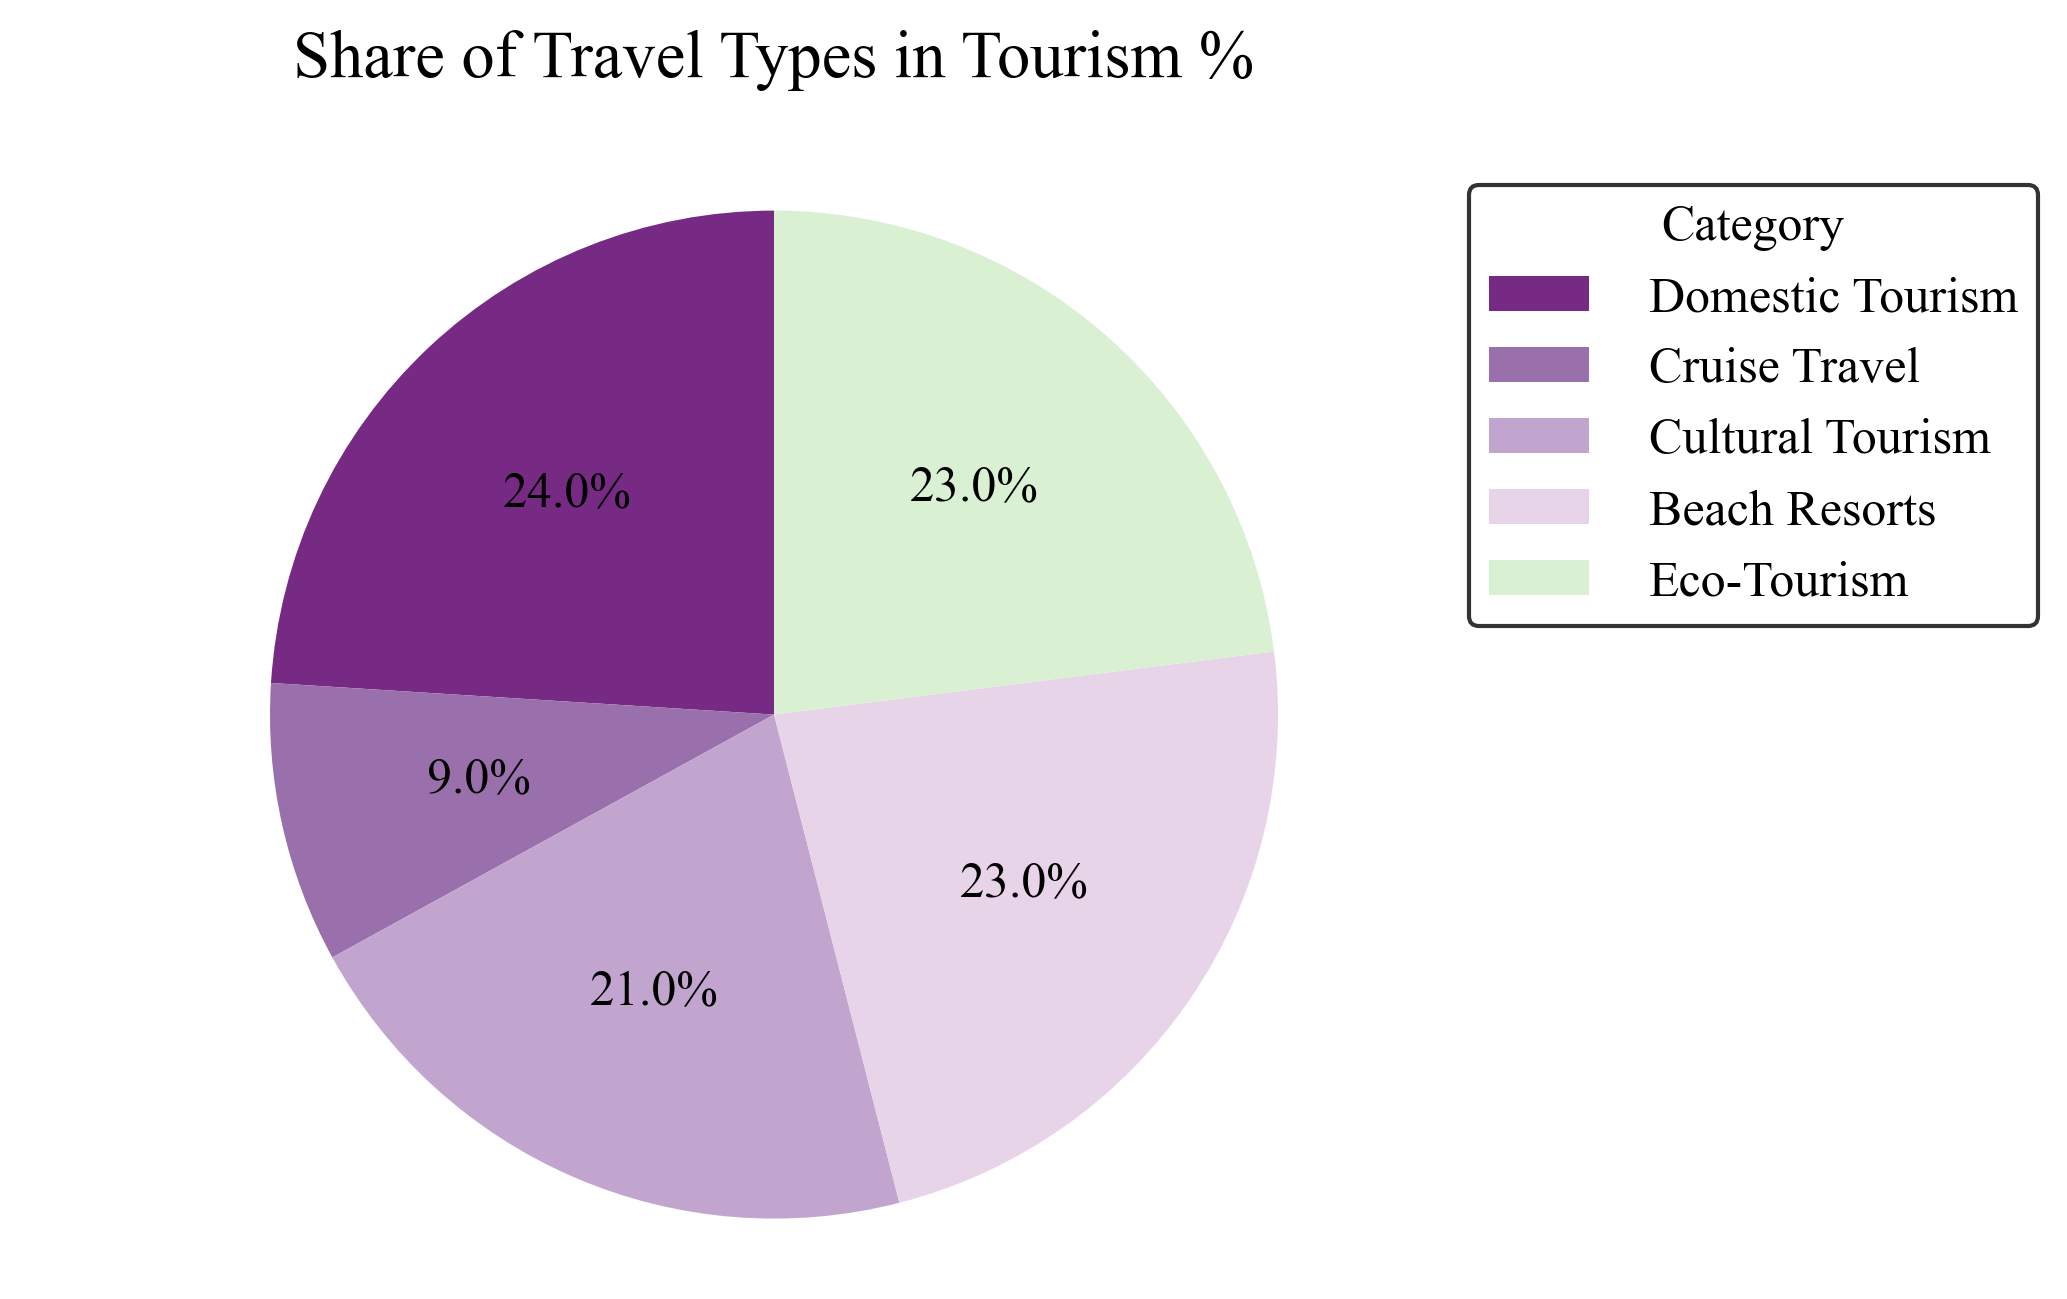 Share of Travel Types in Tourism %
Category
Domestic Tourism
Cruise Travel
Cultural Tourism
Beach Resorts
Eco-Tourism
24.0%
23.0%
9.0%
23.0%
21.0%